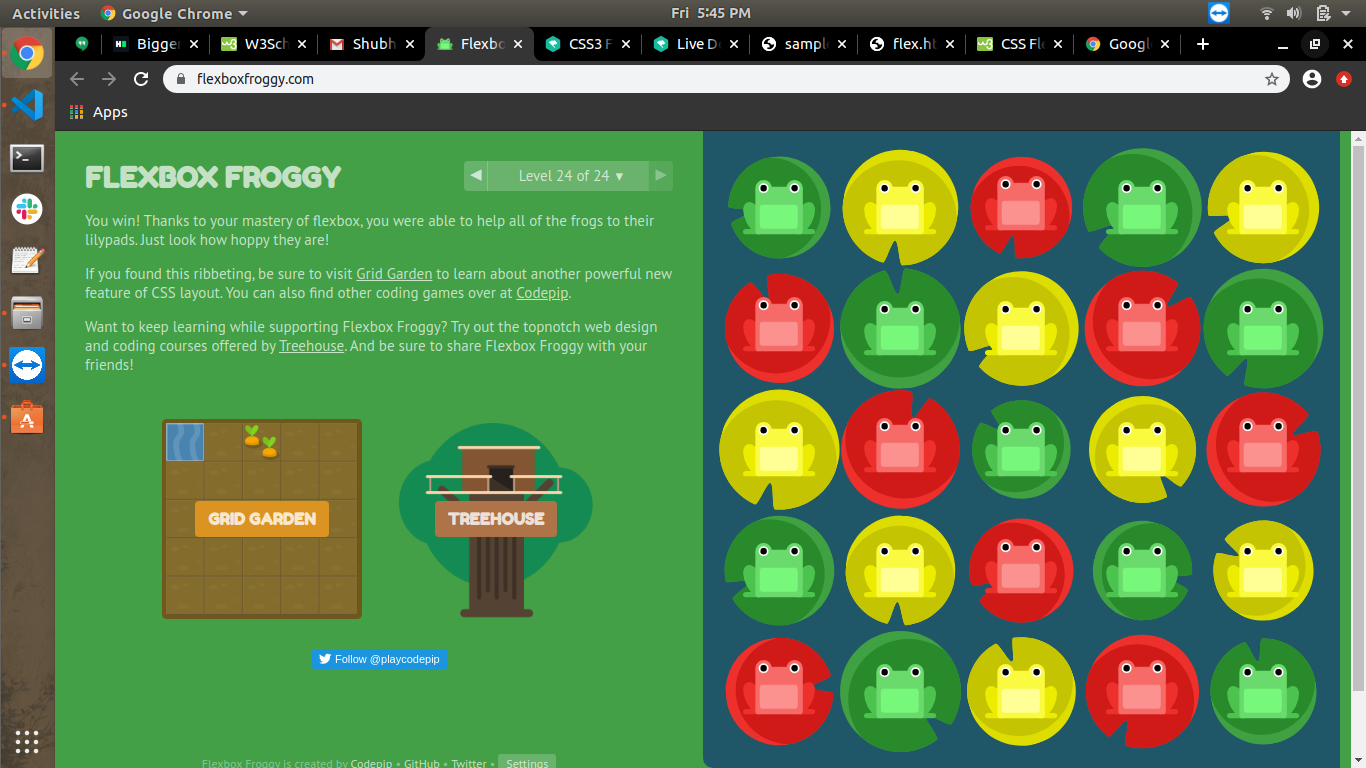 Activities Google Chrome Fri 5:45 PM
Bigger W3Sch Shubh Flexbo CSS3 F Live De sample flex.ht CSS Fle Googl
flexboxfroggy.com
Apps
FLEXBOX FROGGY
Level 24 of 24 ▼
You win! Thanks to your mastery of flexbox, you were able to help all of the frogs to their
lilypads. Just look how hoppy they are!
If you found this ribbeting, be sure to visit Grid Garden to learn about another powerful new
feature of CSS layout. You can also find other coding games over at Codepip.
Want to keep learning while supporting Flexbox Froggy? Try out the topnotch web design
and coding courses offered by Treehouse. And be sure to share Flexbox Froggy with your
friends!
GRID GARDEN
TREEHOUSE
Follow @playcodepip
Flexbox Froggy is created by Codepip • GitHub • Twitter • Settings